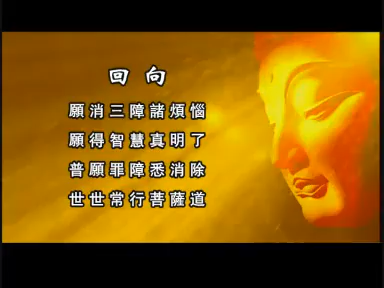 回向
願消三障諸煩惱
願得智慧真明了
普願罪障悉消除
世世常行菩薩道